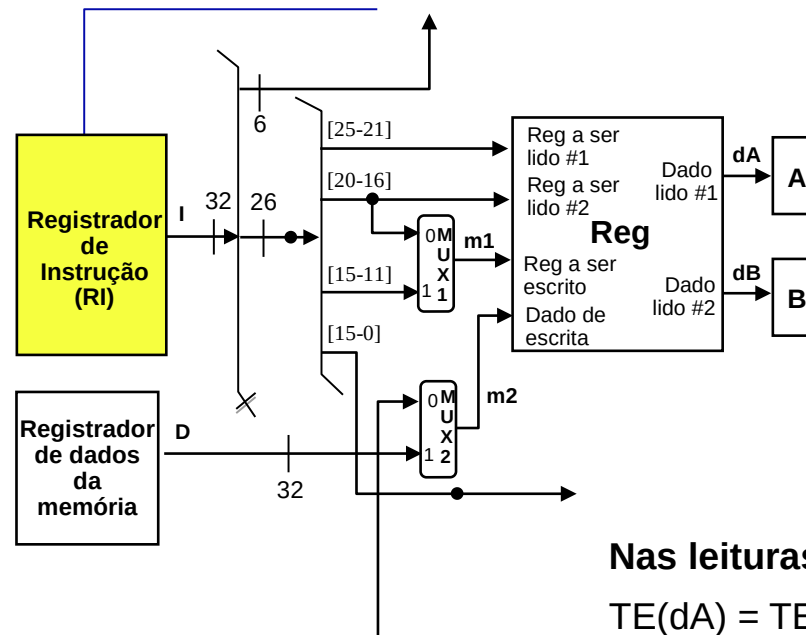 6
[25-21]
[20-16]
[15-11]
[15-0]
Registrador
de
Instrução
(RI)
I
32
26
0
1
M
U
X
1
m1
Reg a ser
lido #1
Reg a ser
lido #2
Reg
Reg a ser
escrito
Dado de
escrita
Dado
lido #1
Dado
lido #2
dA
A
dB
B
Registrador
de dados
da
memória
D
32
0
1
M
U
X
2
m2
Nas leituras
TE(dA) = TE